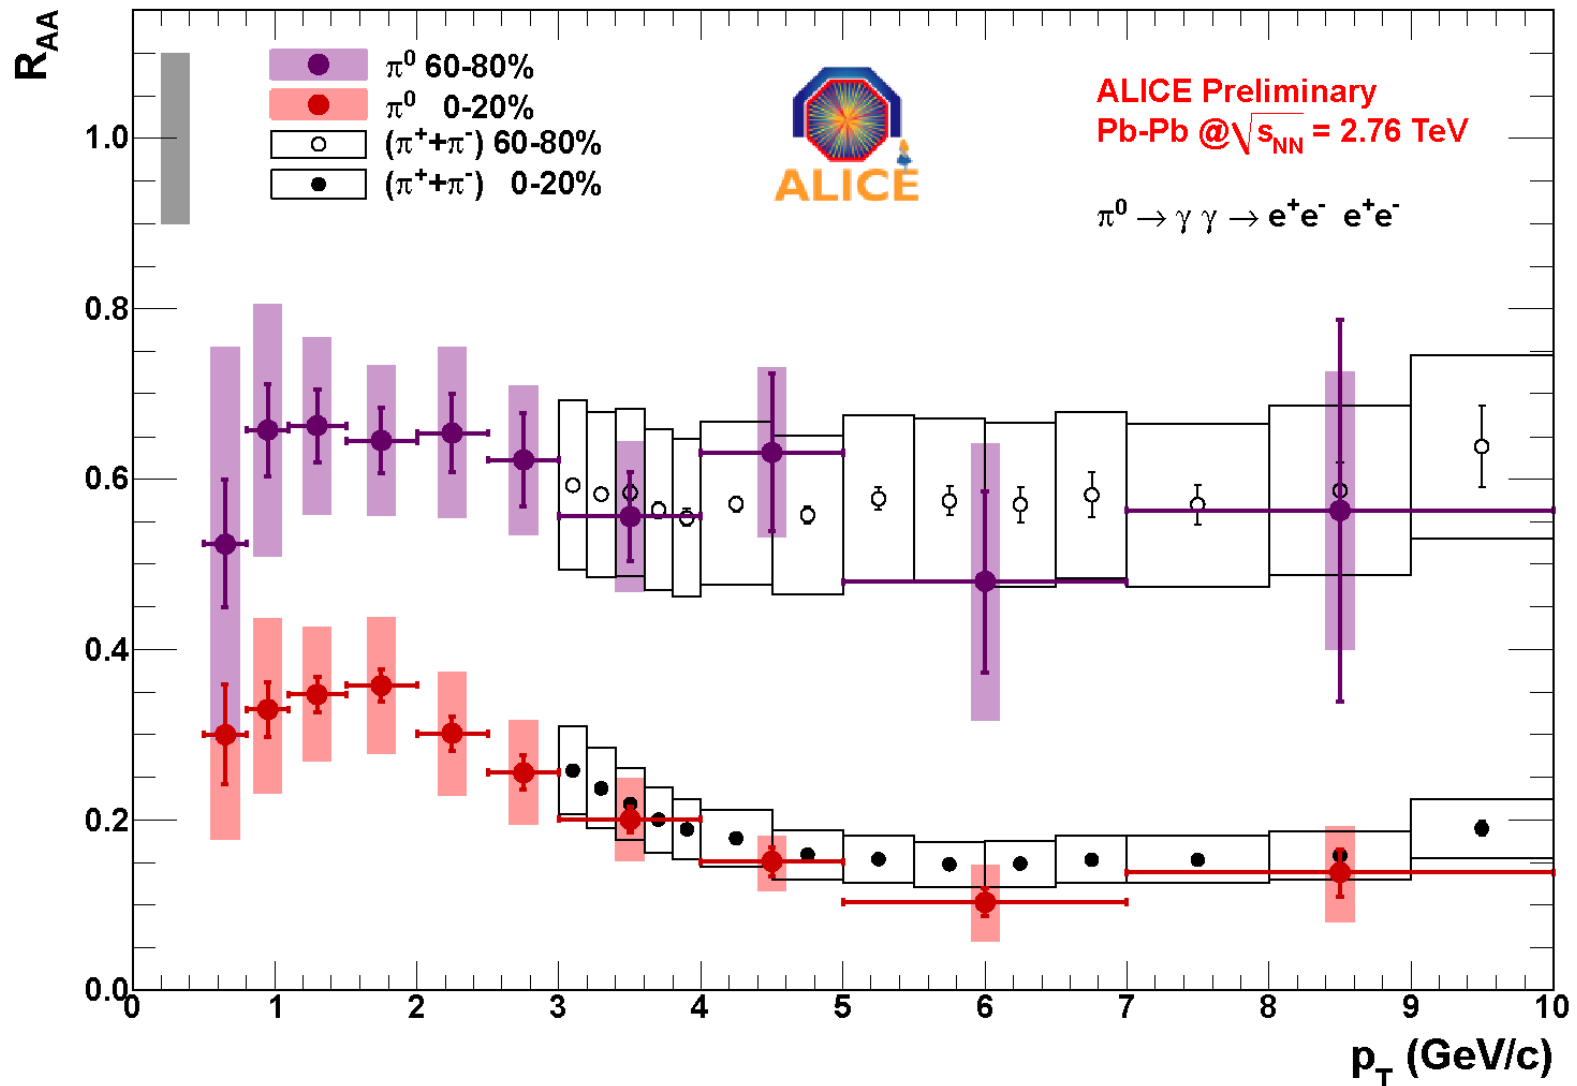 R_AA
π⁰ 60-80%
π⁰ 0-20%
(π⁺+π⁻) 60-80%
(π⁺+π⁻) 0-20%
ALICE
ALICE Preliminary
Pb-Pb @√s_NN = 2.76 TeV
π⁰ → γ γ → e⁺e⁻ e⁺e⁻
1.0
0.8
0.6
0.4
0.2
0.0
0 1 2 3 4 5 6 7 8 9 10
p_T (GeV/c)